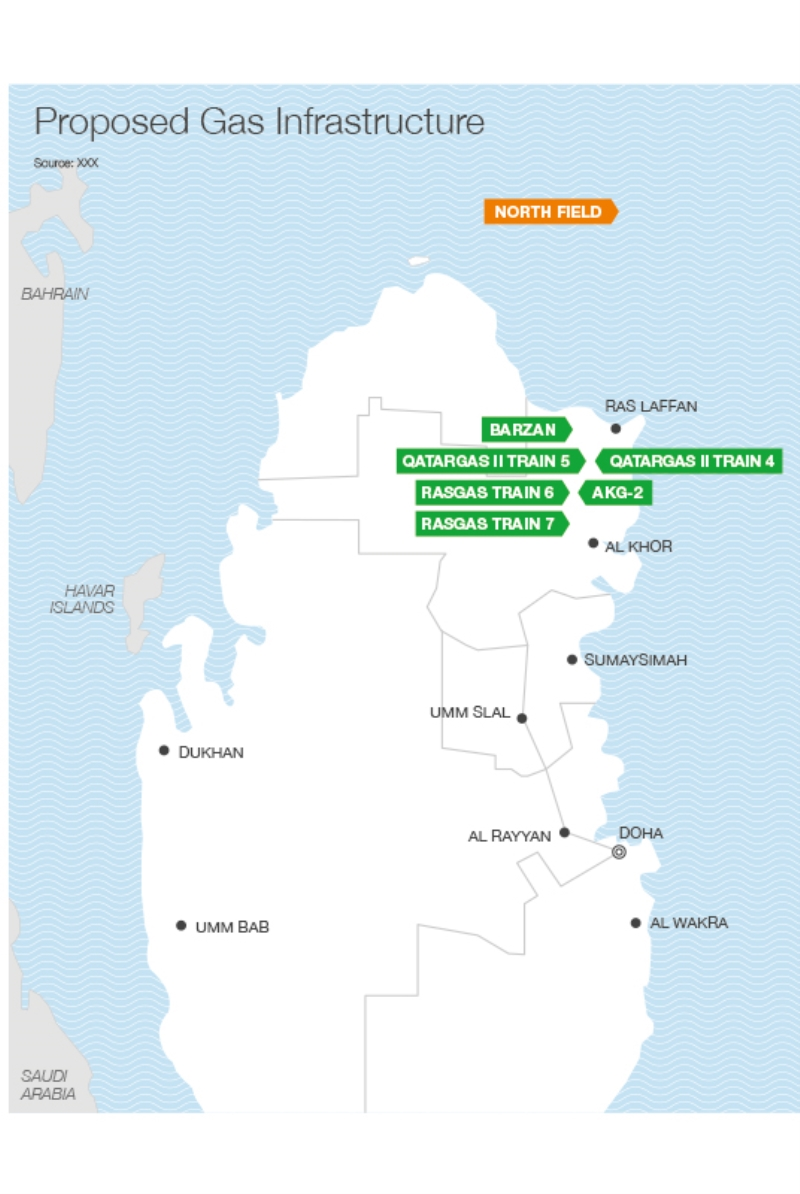 Proposed Gas Infrastructure
Source: XXX
NORTH FIELD
BAHRAIN
RAS LAFFAN
BARZAN
QATARGAS II TRAIN 5
QATARGAS II TRAIN 4
RASGAS TRAIN 6
AKG-2
RASGAS TRAIN 7
AL KHOR
HAVAR
ISLANDS
SUMAYSIMAH
UMM SLAL
DUKHAN
AL RAYYAN
DOHA
UMM BAB
AL WAKRA
SAUDI
ARABIA